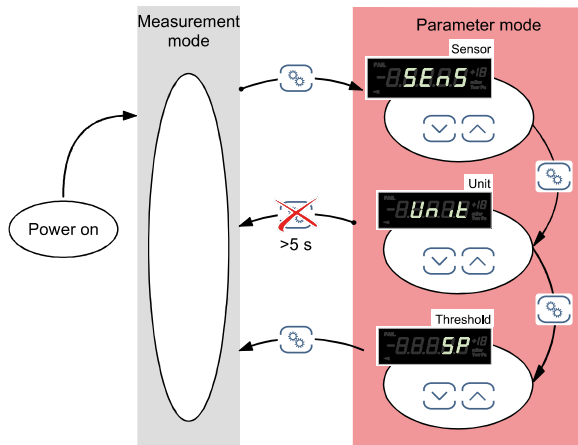 Measurement
mode
Parameter mode
Sensor
SEnS
Power on
Unit
Unit
>5 s
Threshold
SP